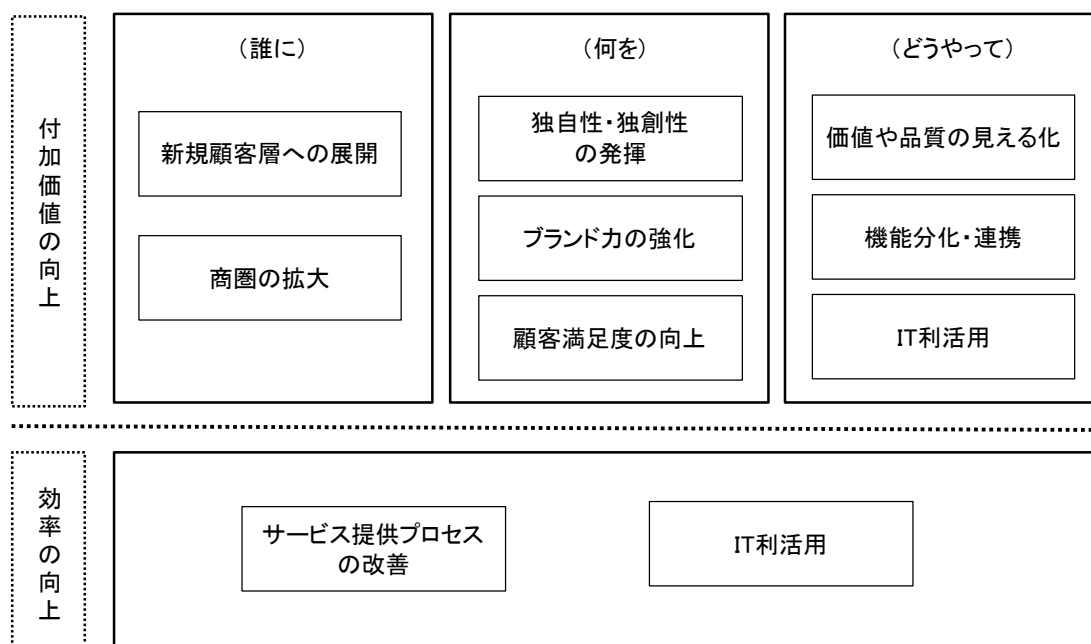 付加価値の向上
(誰に)
新規顧客層への展開
商圏の拡大
(何を)
独自性・独創性
の発揮
ブランド力の強化
顧客満足度の向上
(どうやって)
価値や品質の見える化
機能分化・連携
IT利活用
効率の向上
サービス提供プロセス
の改善
IT利活用